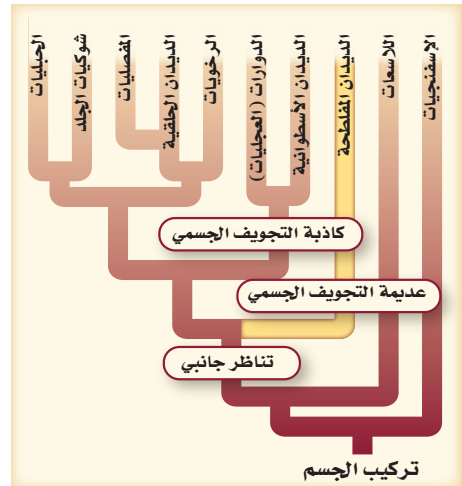 الإسفنجيات
اللاسعات
الديدان المفلطحة
الديدان الأسطوانية
الدوارات (العجليات)
الرخويات
الديدان الحلقية
المفصليات
شوكيات الجلد
الحبليات
كاذبة التجويف الجسمي
عديمة التجويف الجسمي
تناظر جانبي
تركيب الجسم